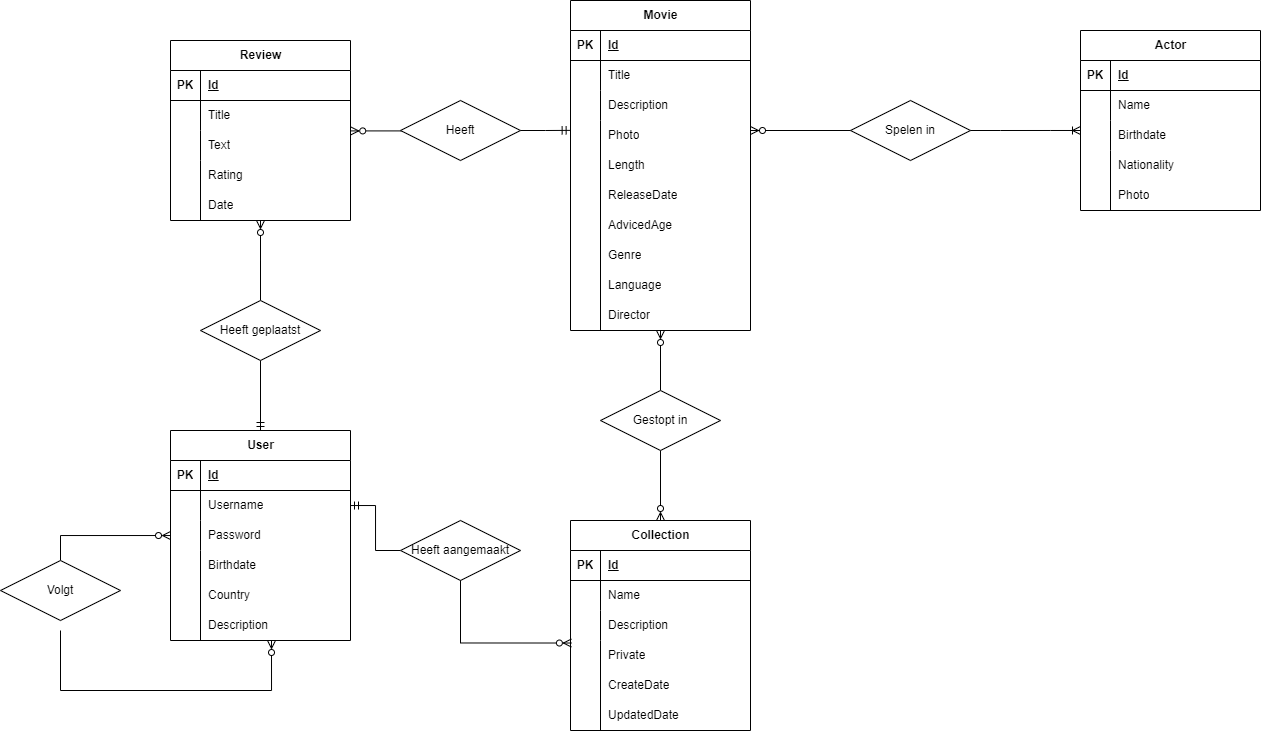 Movie
PK Id
Title
Description
Photo
Length
ReleaseDate
AdvicedAge
Genre
Language
Director
Review
PK Id
Title
Text
Rating
Date
Heeft
Spelen in
Actor
PK Id
Name
Birthdate
Nationality
Photo
Heeft geplaatst
Gestopt in
User
PK Id
Username
Password
Birthdate
Country
Description
Volgt
Heeft aangemaakt
Collection
PK Id
Name
Description
Private
CreateDate
UpdatedDate